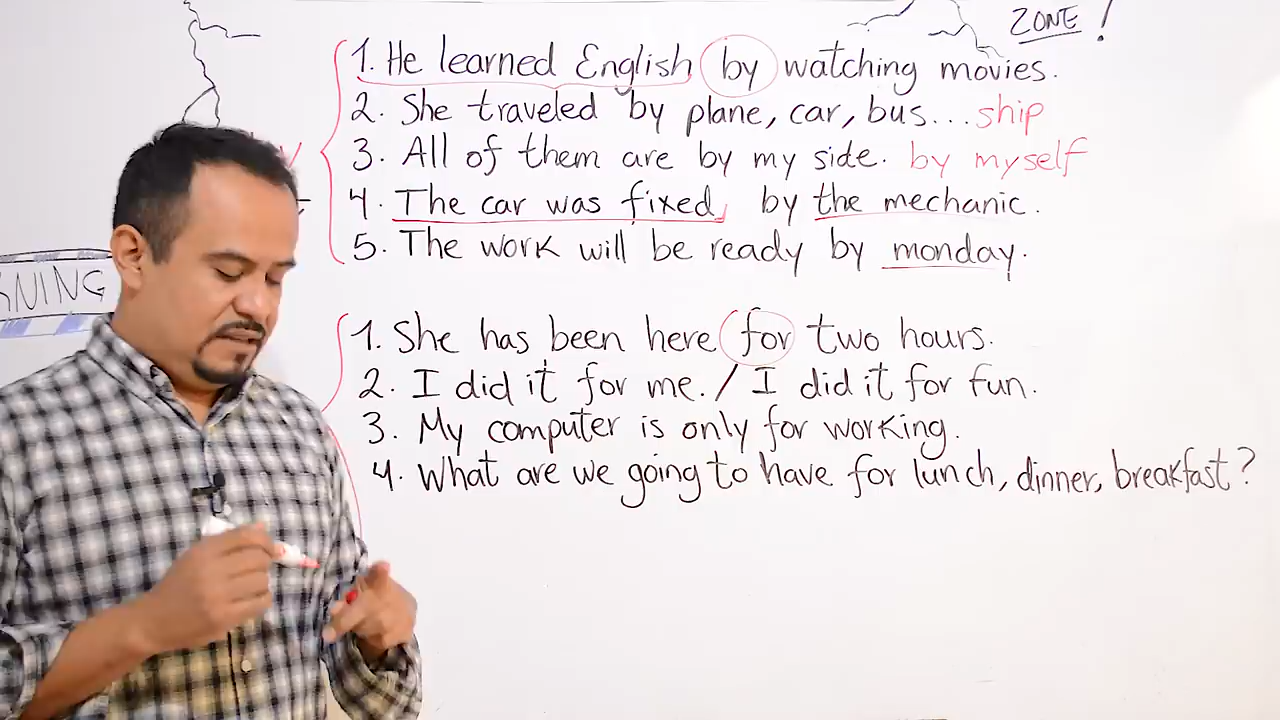 ZONE!
1. He learned English by watching movies.
2. She traveled by plane, car, bus... ship
3. All of them are by my side. by myself
4. The car was fixed by the mechanic.
5. The work will be ready by monday.
NING
1. She has been here for two hours.
2. I did it for me. / I did it for fun.
3. My computer is only for working.
4. What are we going to have for lunch, dinner, breakfast?